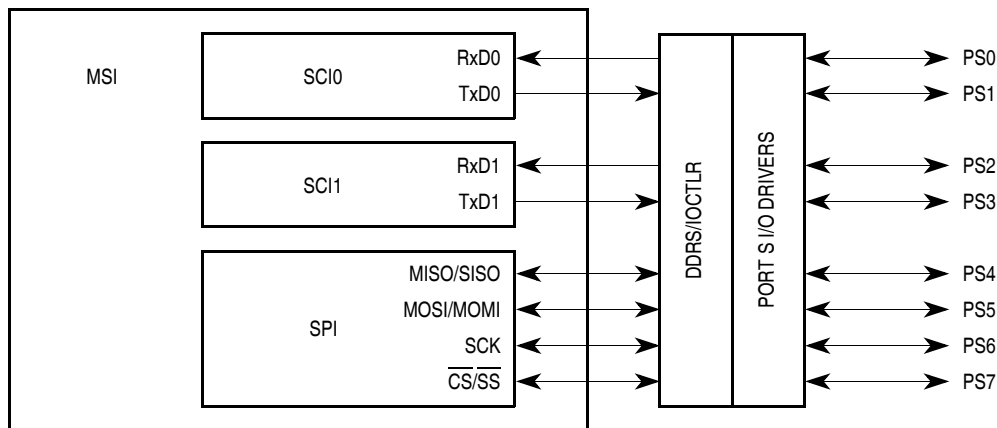 MSI
SCI0
RxD0
TxD0
SCI1
RxD1
TxD1
SPI
MISO/SISO
MOSI/MOMI
SCK
CS/SS
DDRS/IOCTLR
PORT S I/O DRIVERS
PS0
PS1
PS2
PS3
PS4
PS5
PS6
PS7